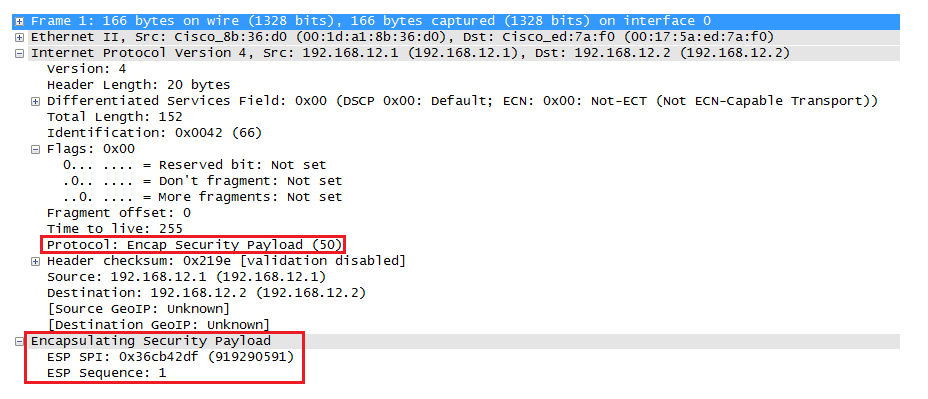 Frame 1: 166 bytes on wire (1328 bits), 166 bytes captured (1328 bits) on interface 0
Ethernet II, Src: Cisco_8b:36:d0 (00:1d:a1:8b:36:d0), Dst: Cisco_ed:7a:f0 (00:17:5a:ed:7a:f0)
Internet Protocol Version 4, Src: 192.168.12.1 (192.168.12.1), Dst: 192.168.12.2 (192.168.12.2)
Version: 4
Header Length: 20 bytes
Differentiated Services Field: 0x00 (DSCP 0x00: Default; ECN: 0x00: Not-ECT (Not ECN-Capable Transport))
Total Length: 152
Identification: 0x0042 (66)
Flags: 0x00
0... .... = Reserved bit: Not set
.0.. .... = Don't fragment: Not set
..0. .... = More fragments: Not set
Fragment offset: 0
Time to live: 255
Protocol: Encap Security Payload (50)
Header checksum: 0x219e [validation disabled]
Source: 192.168.12.1 (192.168.12.1)
Destination: 192.168.12.2 (192.168.12.2)
[Source GeoIP: Unknown]
[Destination GeoIP: Unknown]
Encapsulating Security Payload
ESP SPI: 0x36cb42df (919290591)
ESP Sequence: 1